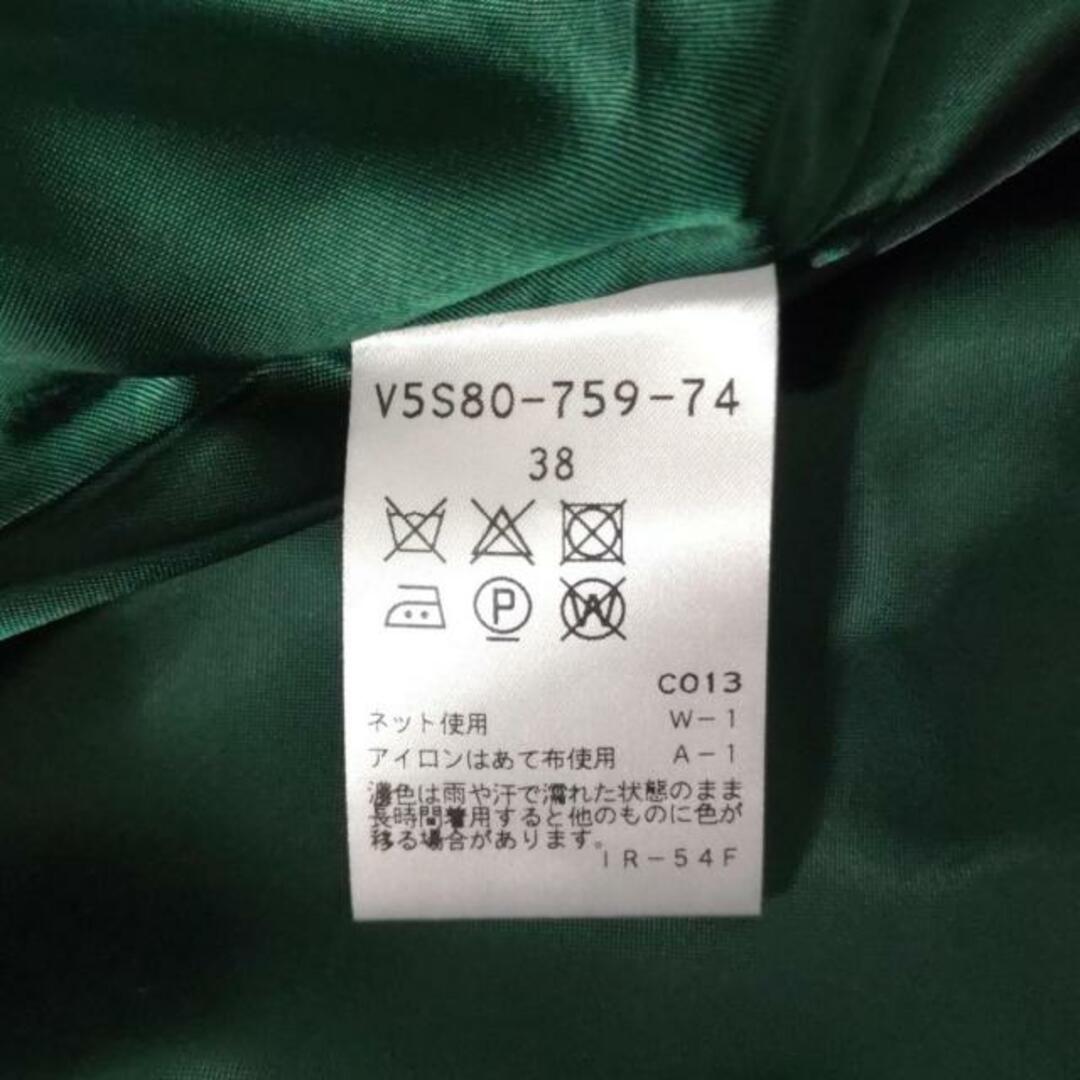 V5S80-759-74
38
P W
C013
ネット使用 W-1
アイロンはあて布使用 A-1
濃色は雨や汗で濡れた状態のまま
長時間着用すると他のものに色が
移る場合があります。
IR-54F